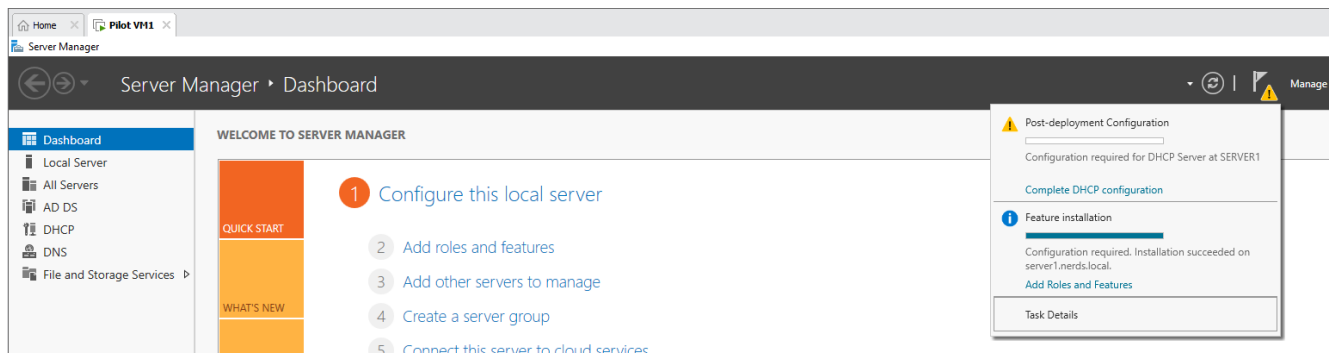 Home
Pilot VM1
Server Manager
Server Manager Dashboard
Manage
Dashboard
Local Server
All Servers
AD DS
DHCP
DNS
File and Storage Services
WELCOME TO SERVER MANAGER
QUICK START
WHAT'S NEW
1 Configure this local server
2 Add roles and features
3 Add other servers to manage
4 Create a server group
5 Connect this server to cloud services
Post-deployment Configuration
Configuration required for DHCP Server at SERVER1
Complete DHCP configuration
Feature installation
Configuration required. Installation succeeded on
server1.nerds.local.
Add Roles and Features
Task Details